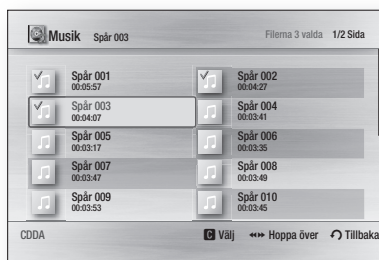 Musik Spår 003 Filerna 3 valda 1/2 Sida
Spår 001 Spår 002
00:05:57 00:04:27
Spår 003 Spår 004
00:04:07 00:03:41
Spår 005 Spår 006
00:03:17 00:03:35
Spår 007 Spår 008
00:03:47 00:03:49
Spår 009 Spår 010
00:03:53 00:03:45
CDDA C Välj Hoppa över Tillbaka